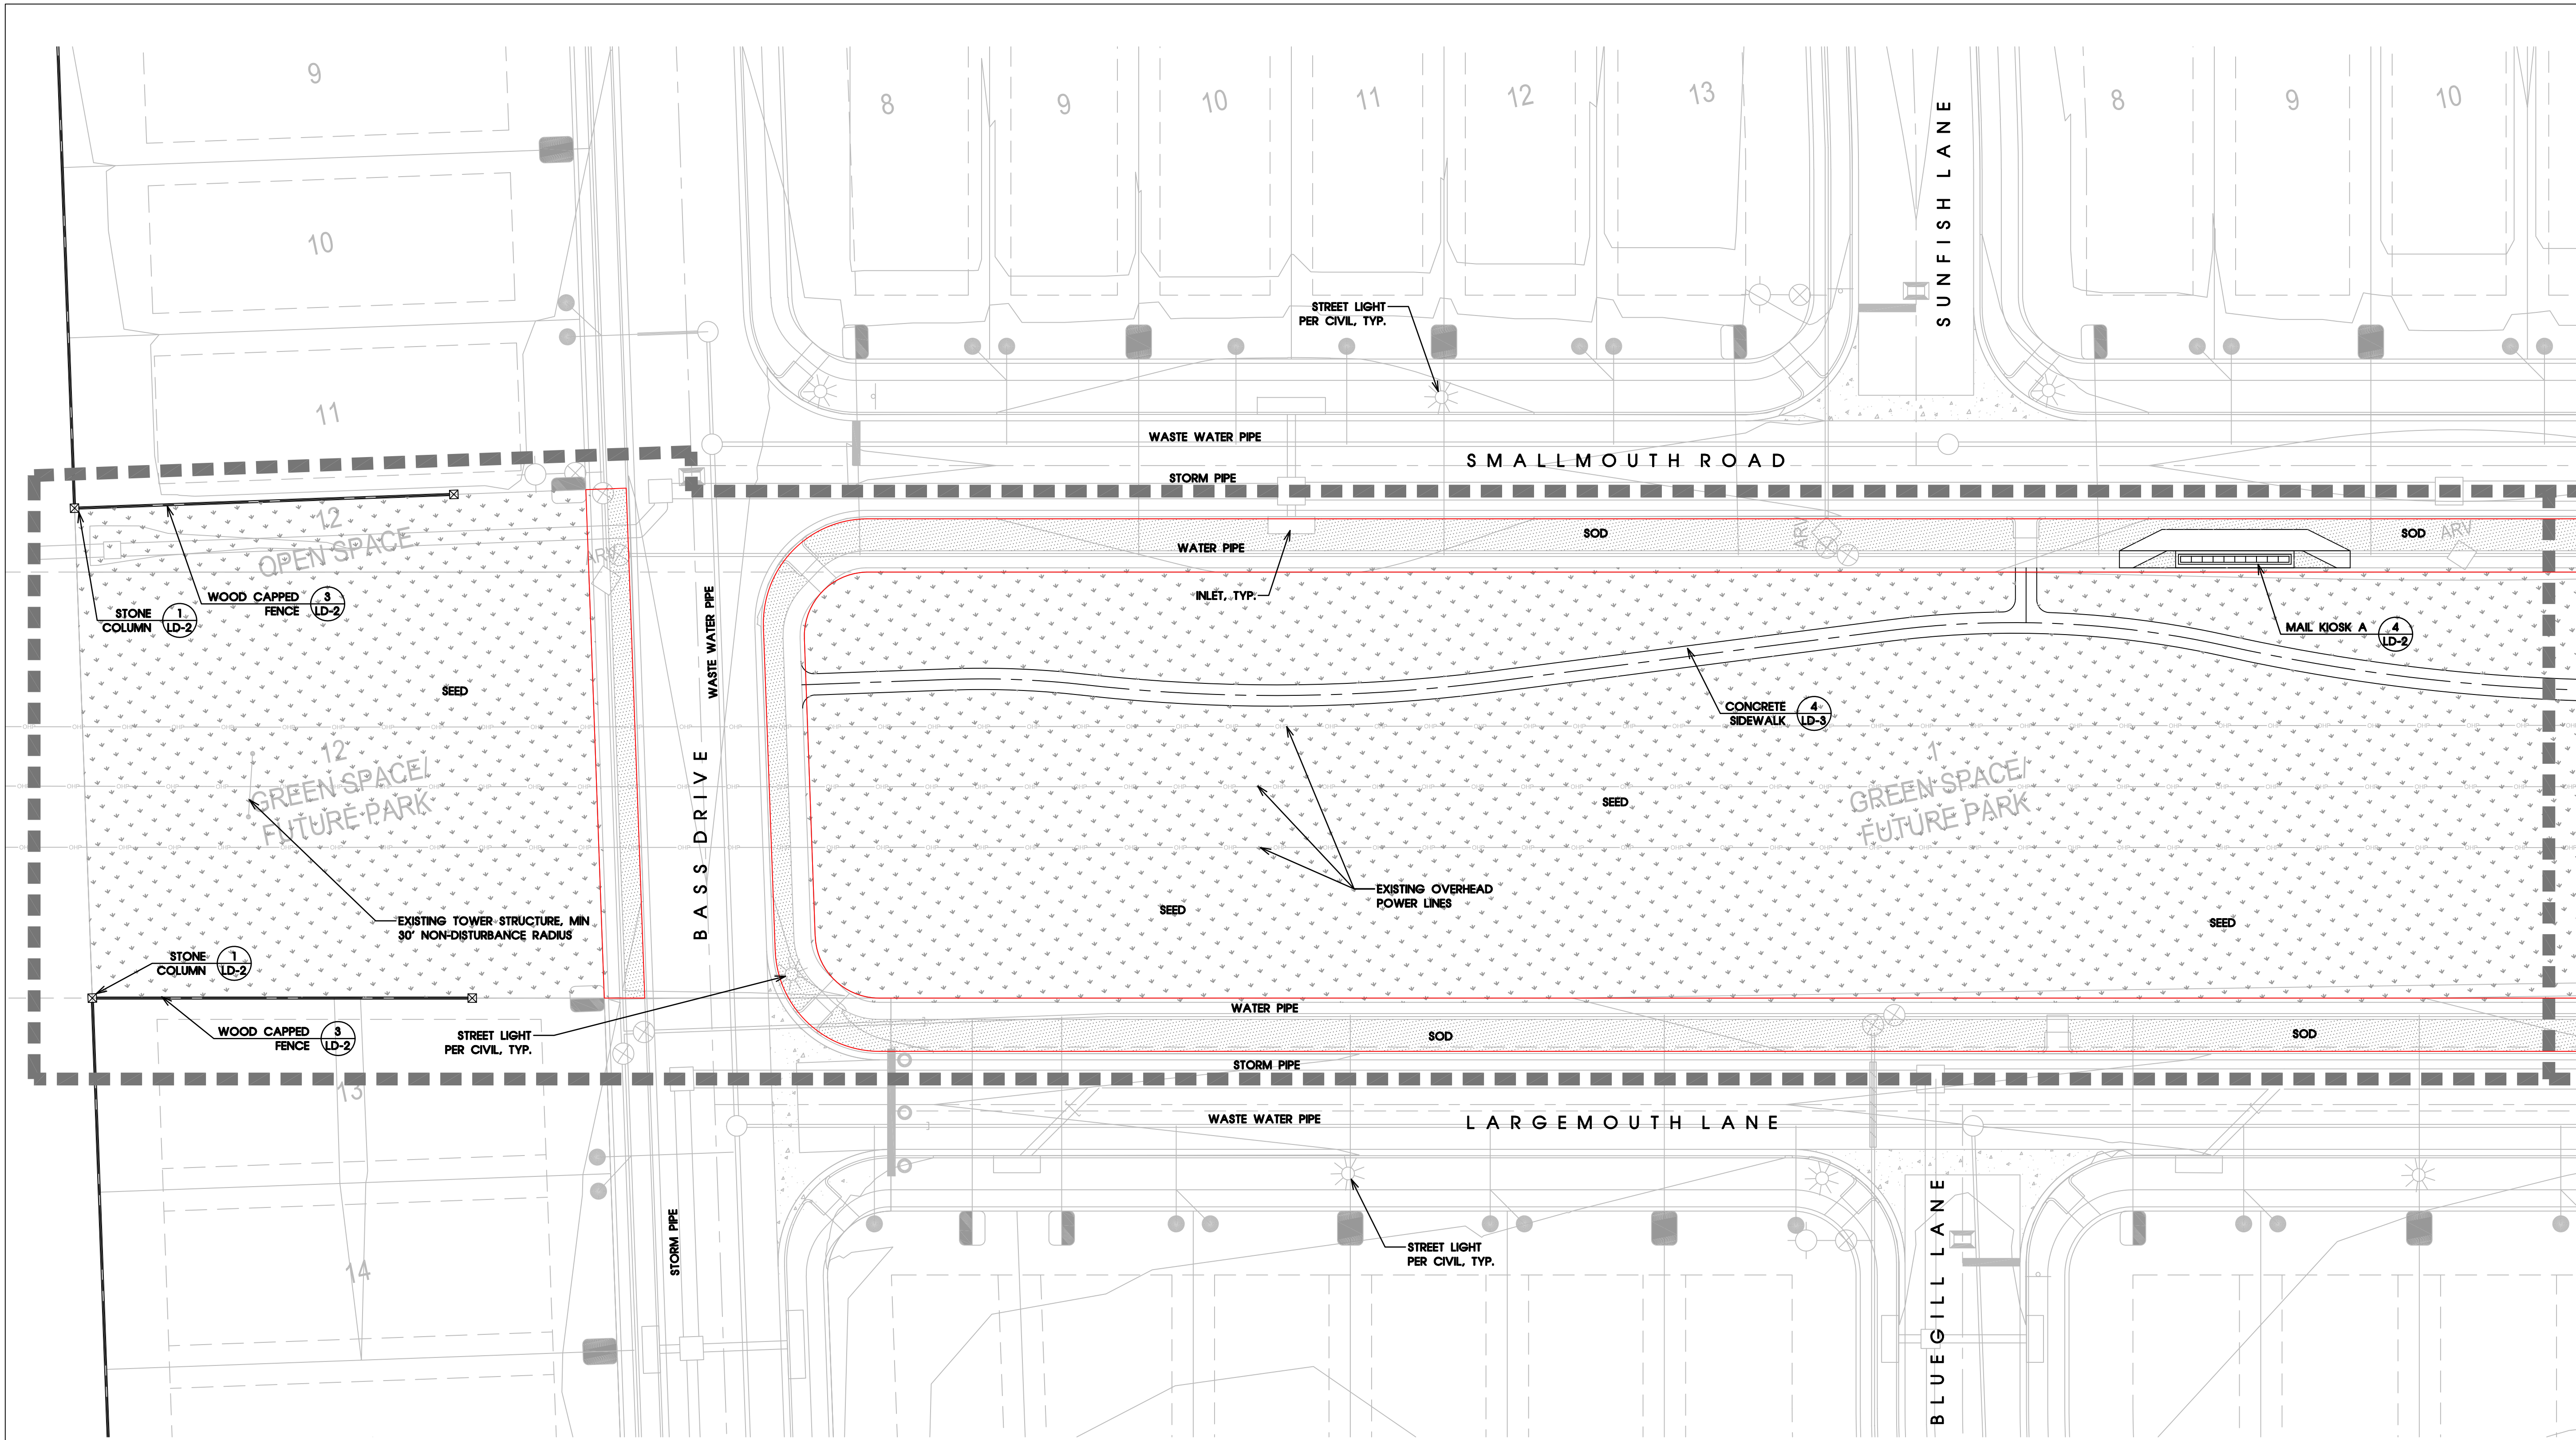 9
8
9
10
11
12
13
8
9
10
SUNFISH LANE
10
STREET LIGHT
PER CIVIL, TYP.
11
WASTE WATER PIPE
SMALLMOUTH ROAD
STORM PIPE
12
OPEN SPACE
ARV
WATER PIPE
SOD
ARV
SOD
ARV
WOOD CAPPED
FENCE
3
LD-2
STONE
COLUMN
1
LD-2
INLET, TYP.
MAIL KIOSK A
4
LD-2
WASTE WATER PIPE
SEED
CONCRETE
SIDEWALK
4
LD-3
OHP
12
GREEN SPACE/
FUTURE PARK
BASS DRIVE
SEED
1
GREEN SPACE/
FUTURE PARK
EXISTING OVERHEAD
POWER LINES
SEED
SEED
EXISTING TOWER STRUCTURE, MIN
30' NON-DISTURBANCE RADIUS
STONE
COLUMN
1
LD-2
WOOD CAPPED
FENCE
3
LD-2
STREET LIGHT
PER CIVIL, TYP.
WATER PIPE
SOD
SOD
STORM PIPE
13
WASTE WATER PIPE
LARGEMOUTH LANE
STORM PIPE
STREET LIGHT
PER CIVIL, TYP.
BLUEGILL LANE
14